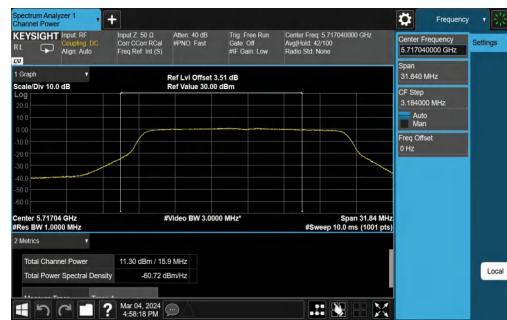 Spectrum Analyzer 1
Channel Power
+
Frequency
KEYSIGHT
RL
Input: RF
Coupling: DC
Align: Auto
Input Z: 50 Ω
Corr CCorr RCal
Freq Ref: Int (S)
Atten: 40 dB
#PNO: Fast
Trig: Free Run
Gate: Off
#IF Gain: Low
Center Freq: 5.717040000 GHz
Avg|Hold: 42/100
Radio Std: None
Center Frequency
5.717040000 GHz
Settings
Span
31.840 MHz
CF Step
3.184000 MHz
Auto
Man
Freq Offset
0 Hz
Local
1 Graph
Scale/Div 10.0 dB
Ref Lvl Offset 3.51 dB
Ref Value 30.00 dBm
Log
20.0
10.0
0.00
-10.0
-20.0
-30.0
-40.0
-50.0
-60.0
Center 5.71704 GHz
#Res BW 1.0000 MHz
#Video BW 3.0000 MHz*
Span 31.84 MHz
#Sweep 10.0 ms (1001 pts)
2 Metrics
Total Channel Power 11.30 dBm / 15.9 MHz
Total Power Spectral Density -60.72 dBm/Hz
?
Mar 04, 2024
4:58:18 PM